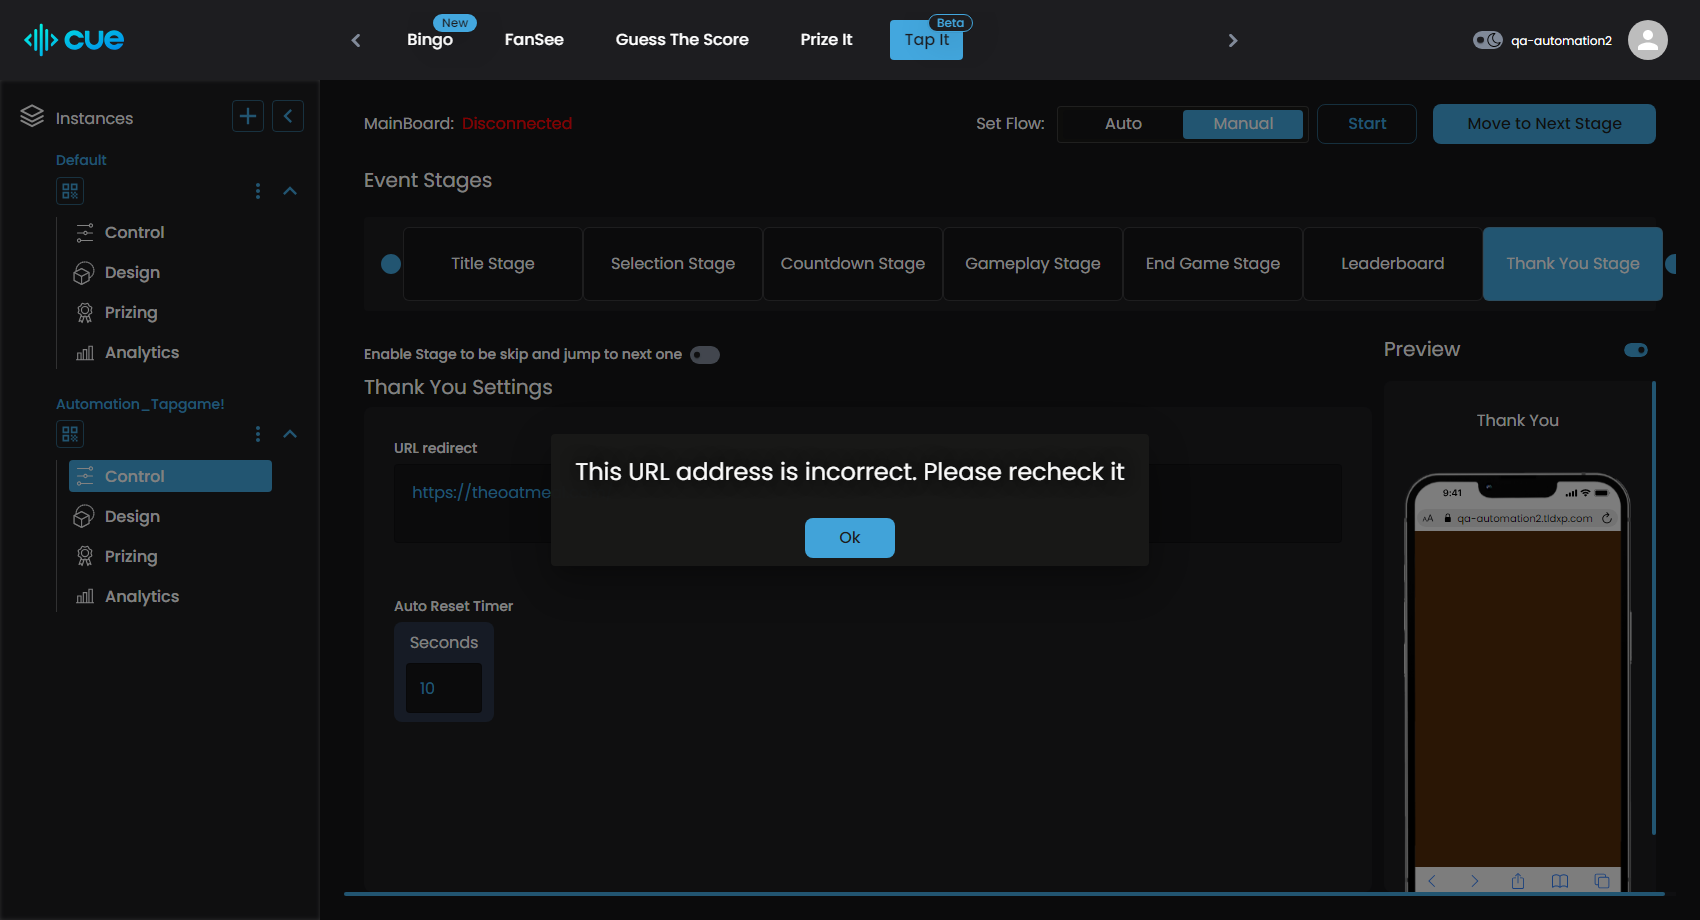 cue
New
Bingo
FanSee
Guess The Score
Prize It
Beta
Tap It
qa-automation2
Instances
Default
Control
Design
Prizing
Analytics
Automation_Tapgame!
Control
Design
Prizing
Analytics
MainBoard: Disconnected
Set Flow:
Auto
Manual
Start
Move to Next Stage
Event Stages
Title Stage
Selection Stage
Countdown Stage
Gameplay Stage
End Game Stage
Leaderboard
Thank You Stage
Enable Stage to be skip and jump to next one
Thank You Settings
URL redirect
https://theoatme
This URL address is incorrect. Please recheck it
Ok
Auto Reset Timer
Seconds
10
Preview
Thank You
9:41
AA
qa-automation2.tldxp.com